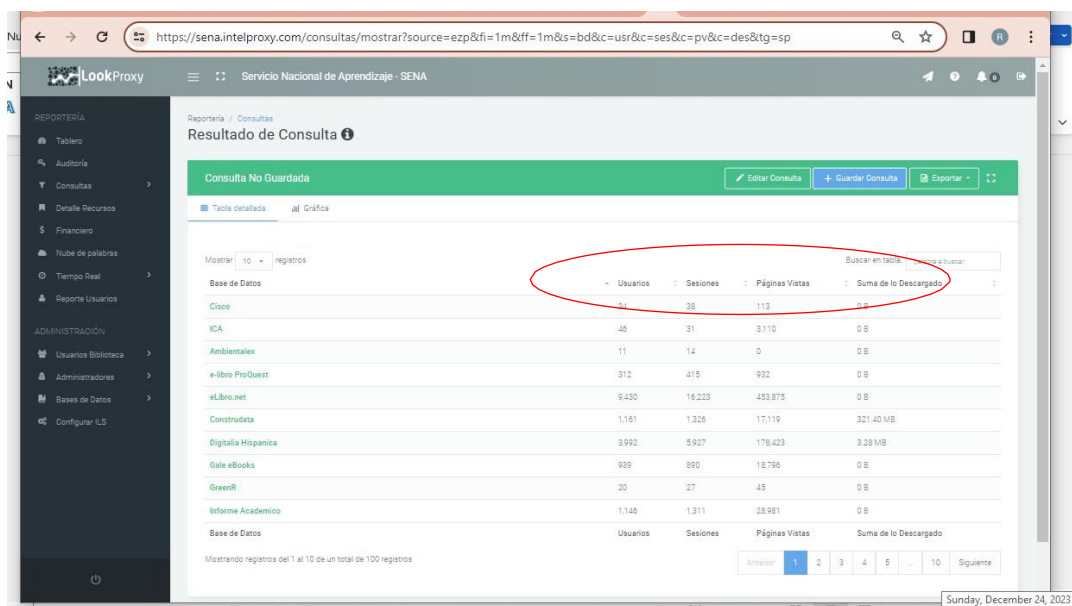 Nu
https://sena.intelproxy.com/consultas/mostrar?source=ezp&fi=1m&ff=1m&s=bd&c=usr&c=ses&c=pv&c=des&tg=sp
R
LookProxy
Servicio Nacional de Aprendizaje - SENA
0
REPORTERÍA
Tablero
Auditoría
Consultas
Detalle Recursos
Financiero
Nube de palabras
Tiempo Real
Reporte Usuarios
ADMINISTRACIÓN
Usuarios Biblioteca
Administradores
Bases de Datos
Configurar ILS
Reportería / Consultas
Resultado de Consulta
Consulta No Guardada
Editar Consulta
+ Guardar Consulta
Exportar
Tabla detallada
Gráfica
Mostrar 10 registros
Buscar en tabla: palabra a buscar
Base de Datos Usuarios Sesiones Páginas Vistas Suma de lo Descargado
Cisco 34 38 113 0 B
ICA 46 31 3,110 0 B
Ambientalex 11 14 0 0 B
e-libro ProQuest 312 415 932 0 B
eLibro.net 9,430 16,223 453,875 0 B
Construdata 1,161 1,326 17,119 321.40 MB
Digitalia Hispanica 3,992 5,927 178,423 3.28 MB
Gale eBooks 939 890 18,796 0 B
GreenR 20 27 45 0 B
Informe Academico 1,146 1,311 28,981 0 B
Base de Datos Usuarios Sesiones Páginas Vistas Suma de lo Descargado
Mostrando registros del 1 al 10 de un total de 100 registros
Anterior 1 2 3 4 5 ... 10 Siguiente
Sunday, December 24, 2023